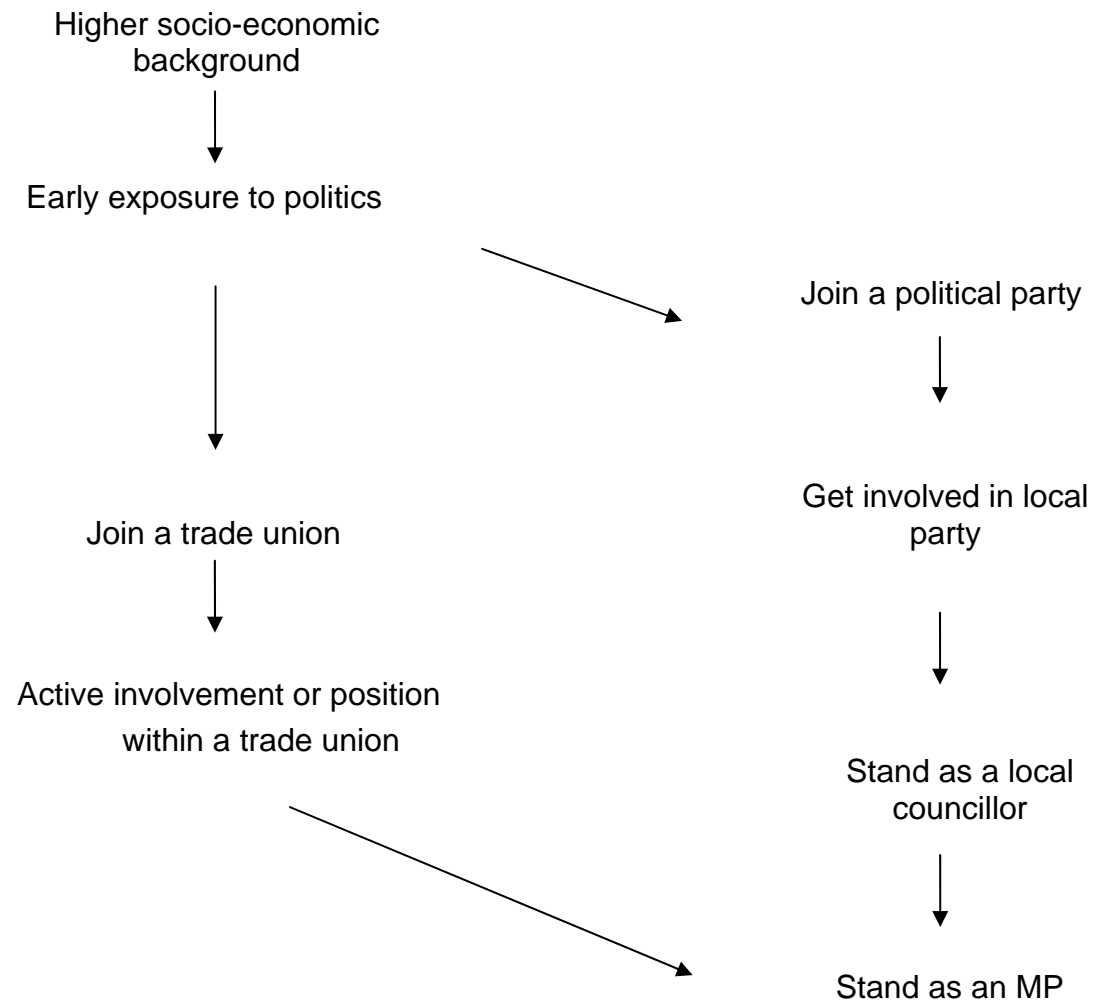 Higher socio-economic
background
Early exposure to politics
Join a political party
Get involved in local
party
Join a trade union
Active involvement or position
within a trade union
Stand as a local
councillor
Stand as an MP